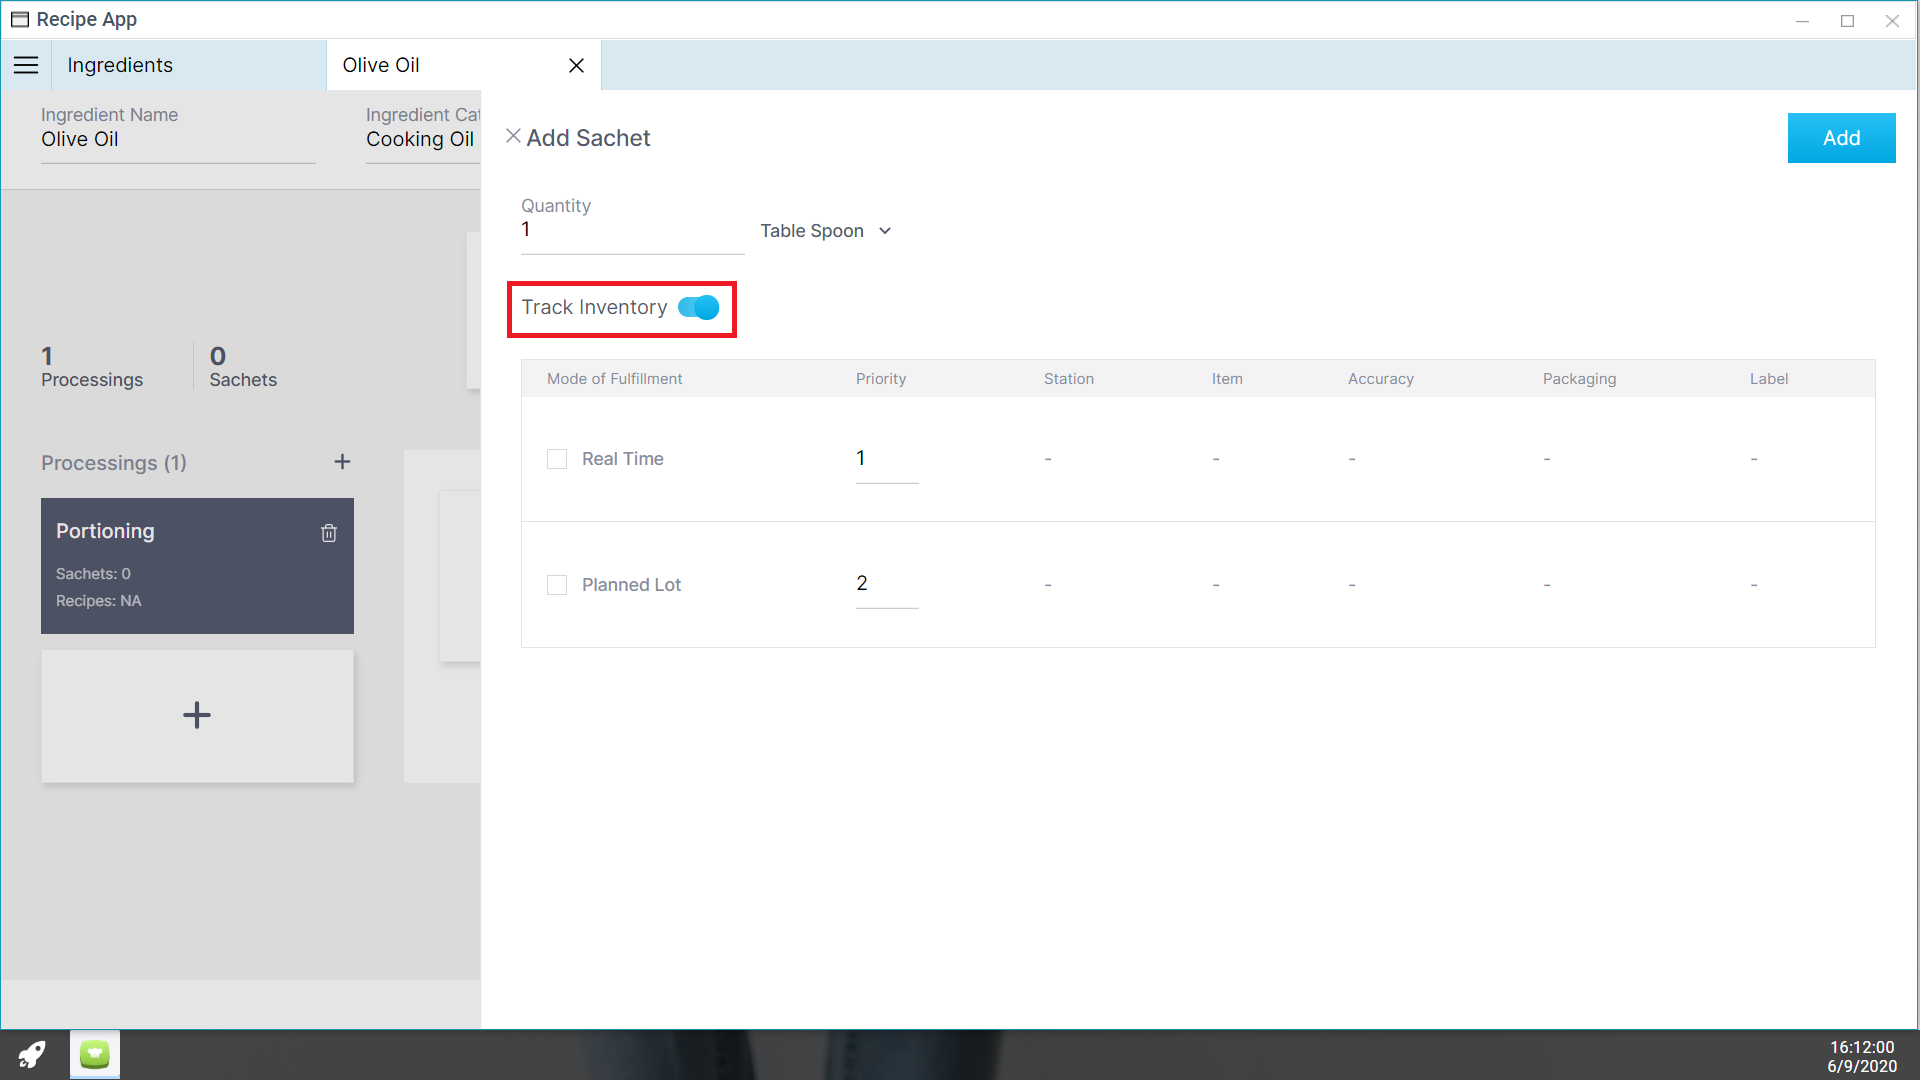 Recipe App
Ingredients
Olive Oil
Ingredient Name
Olive Oil
Ingredient Cat
Cooking Oil
Add Sachet
Add
Quantity
1
Table Spoon
Track Inventory
1
Processings
0
Sachets
Processings (1)
Portioning
Sachets: 0
Recipes: NA
Mode of Fulfillment Priority Station Item Accuracy Packaging Label
Real Time 1 - - - - -
Planned Lot 2 - - - - -
16:12:00
6/9/2020